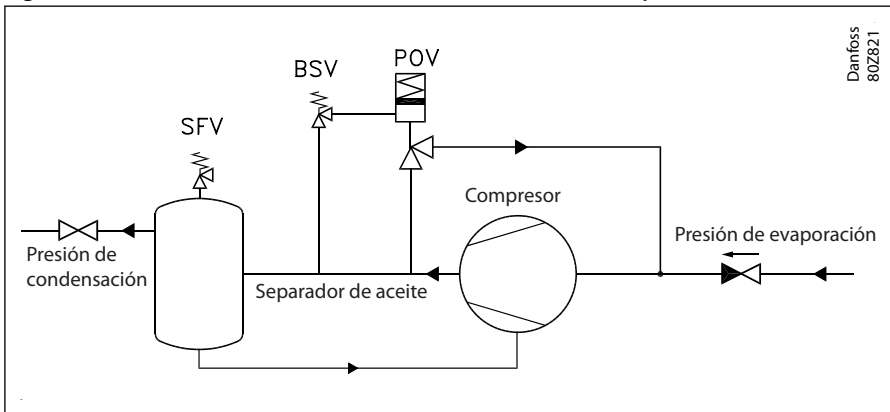 Danfoss
80Z821
POV
BSV
SFV
Compresor
Presión de evaporación
Presión de
condensación
Separador de aceite